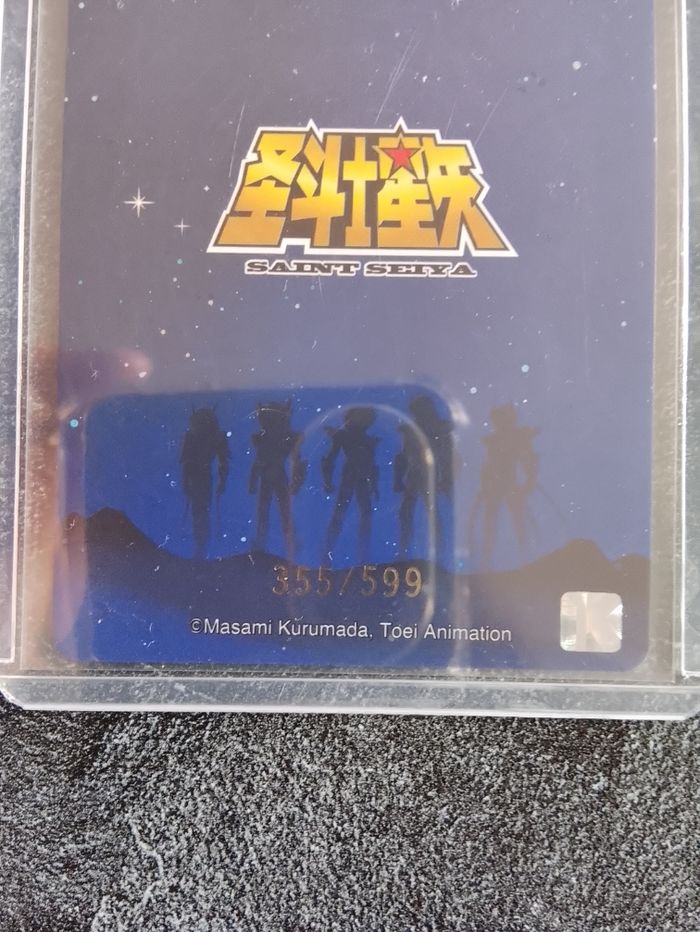 圣斗士星矢
SAINT SEIYA
355/599
©Masami Kurumada, Toei Animation